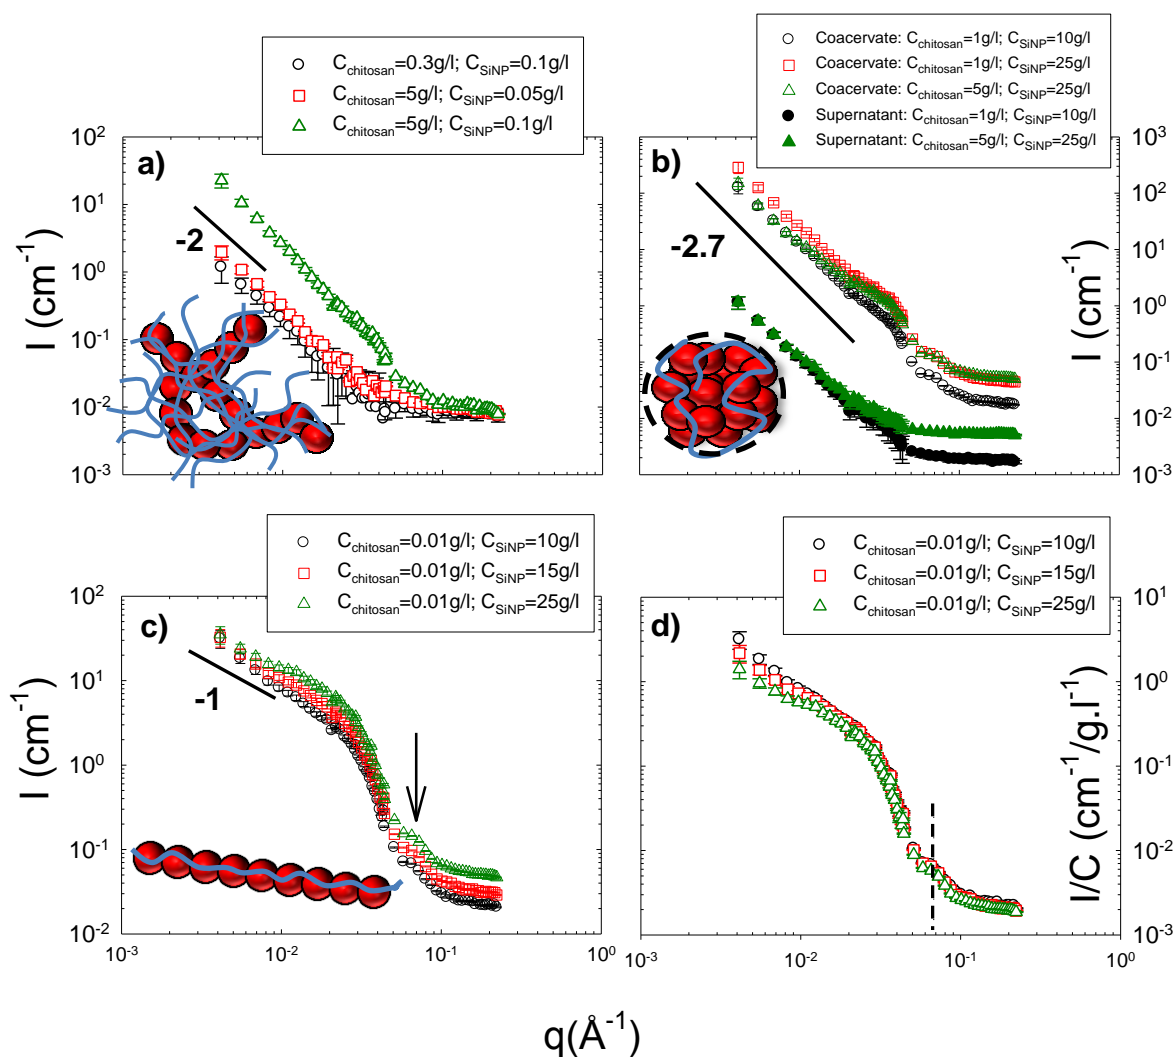 C_chitosan=0.3g/l; C_SiNP=0.1g/l
C_chitosan=5g/l; C_SiNP=0.05g/l
C_chitosan=5g/l; C_SiNP=0.1g/l
a)
10^2
10^1
10^0
10^-1
10^-2
10^-3
I (cm^-1)
-2
Coacervate: C_chitosan=1g/l; C_SiNP=10g/l
Coacervate: C_chitosan=1g/l; C_SiNP=25g/l
Coacervate: C_chitosan=5g/l; C_SiNP=25g/l
Supernatant: C_chitosan=1g/l; C_SiNP=10g/l
Supernatant: C_chitosan=5g/l; C_SiNP=25g/l
b)
-2.7
10^3
10^2
10^1
10^0
10^-1
10^-2
10^-3
I (cm^-1)
C_chitosan=0.01g/l; C_SiNP=10g/l
C_chitosan=0.01g/l; C_SiNP=15g/l
C_chitosan=0.01g/l; C_SiNP=25g/l
c)
10^2
10^1
10^0
10^-1
10^-2
I (cm^-1)
-1
10^-3 10^-2 10^-1 10^0
C_chitosan=0.01g/l; C_SiNP=10g/l
C_chitosan=0.01g/l; C_SiNP=15g/l
C_chitosan=0.01g/l; C_SiNP=25g/l
d)
10^1
10^0
10^-1
10^-2
10^-3
I/C (cm^-1/g.l^-1)
10^-3 10^-2 10^-1 10^0
q(Å^-1)